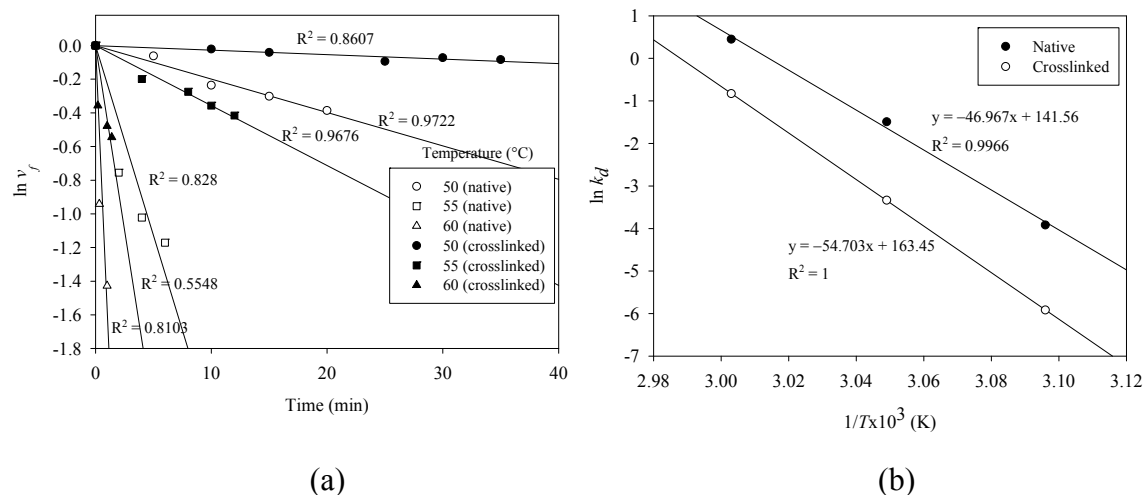 R² = 0.8607
R² = 0.9722
R² = 0.9676
R² = 0.828
R² = 0.5548
R² = 0.8103
Temperature (°C)
50 (native)
55 (native)
60 (native)
50 (crosslinked)
55 (crosslinked)
60 (crosslinked)
ln v_f
0.0
-0.2
-0.4
-0.6
-0.8
-1.0
-1.2
-1.4
-1.6
-1.8
0
10
20
30
40
Time (min)
(a)
Native
Crosslinked
y = –46.967x + 141.56
R² = 0.9966
y = –54.703x + 163.45
R² = 1
ln k_d
1
0
-1
-2
-3
-4
-5
-6
-7
2.98
3.00
3.02
3.04
3.06
3.08
3.10
3.12
1/Tx10³ (K)
(b)